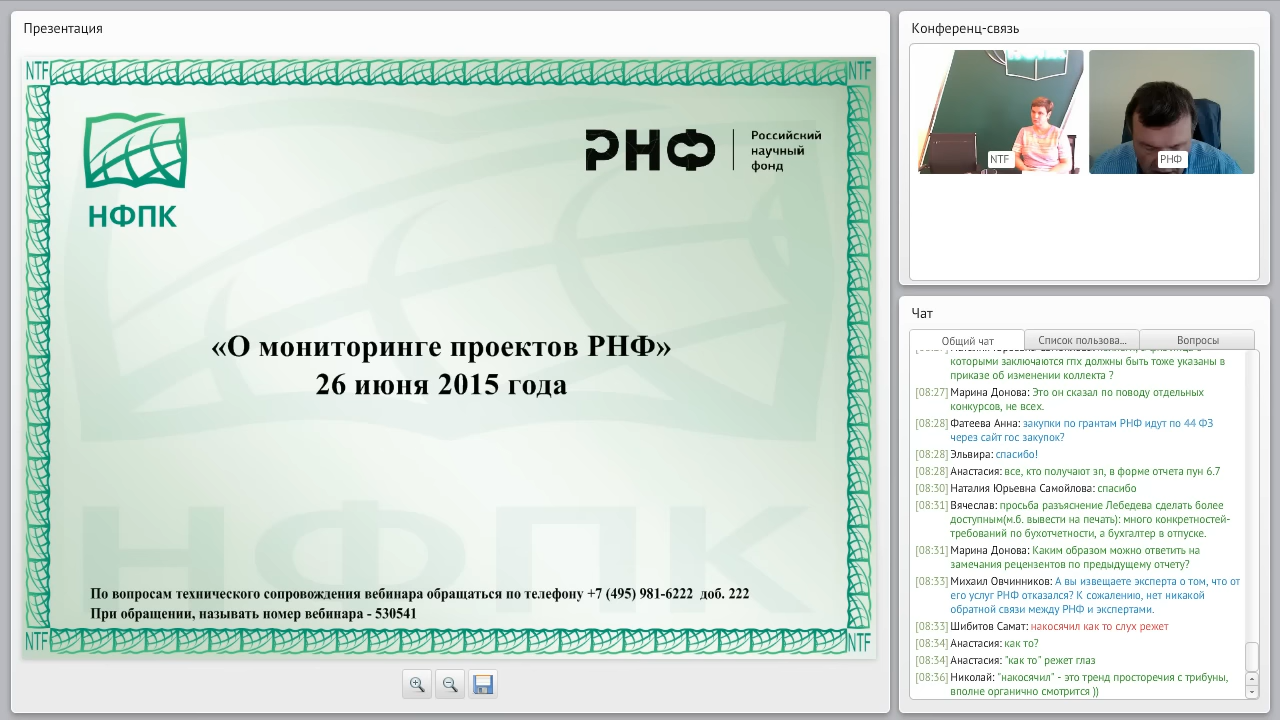 Презентация
NTF
NTF
НФПК
РНФ
Российский
научный
фонд
«О мониторинге проектов РНФ»
26 июня 2015 года
НФПК
По вопросам технического сопровождения вебинара обращаться по телефону +7 (495) 981-6222 доб. 222
При обращении, называть номер вебинара - 530541
NTF
NTF
Конференц-связь
NTF
РНФ
Чат
Общий чат
Список пользова...
Вопросы
которыми заключаются гпх должны быть тоже указаны в
приказе об изменении коллекта ?
[08:27] Марина Донова: Это он сказал по поводу отдельных
конкурсов, не всех.
[08:28] Фатеева Анна: закупки по грантам РНФ идут по 44 ФЗ
через сайт гос закупок?
[08:28] Эльвира: спасибо!
[08:28] Анастасия: все, кто получают зп, в форме отчета пун 6.7
[08:30] Наталия Юрьевна Самойлова: спасибо
[08:31] Вячеслав: просьба разъяснение Лебедева сделать более
доступным(м.б. вывести на печать): много конкретностей-
требований по бухотчетности, а бухгалтер в отпуске.
[08:31] Марина Донова: Каким образом можно ответить на
замечания рецензентов по предыдущему отчету?
[08:33] Михаил Овчинников: А вы извещаете эксперта о том, что от
его услуг РНФ отказался? К сожалению, нет никакой
обратной связи между РНФ и экспертами.
[08:33] Шибитов Самат: накосячил как то слух режет
[08:34] Анастасия: как то?
[08:34] Анастасия: "как то" режет глаз
[08:36] Николай: "накосячил" - это тренд просторечия с трибуны,
вполне органично смотрится ))